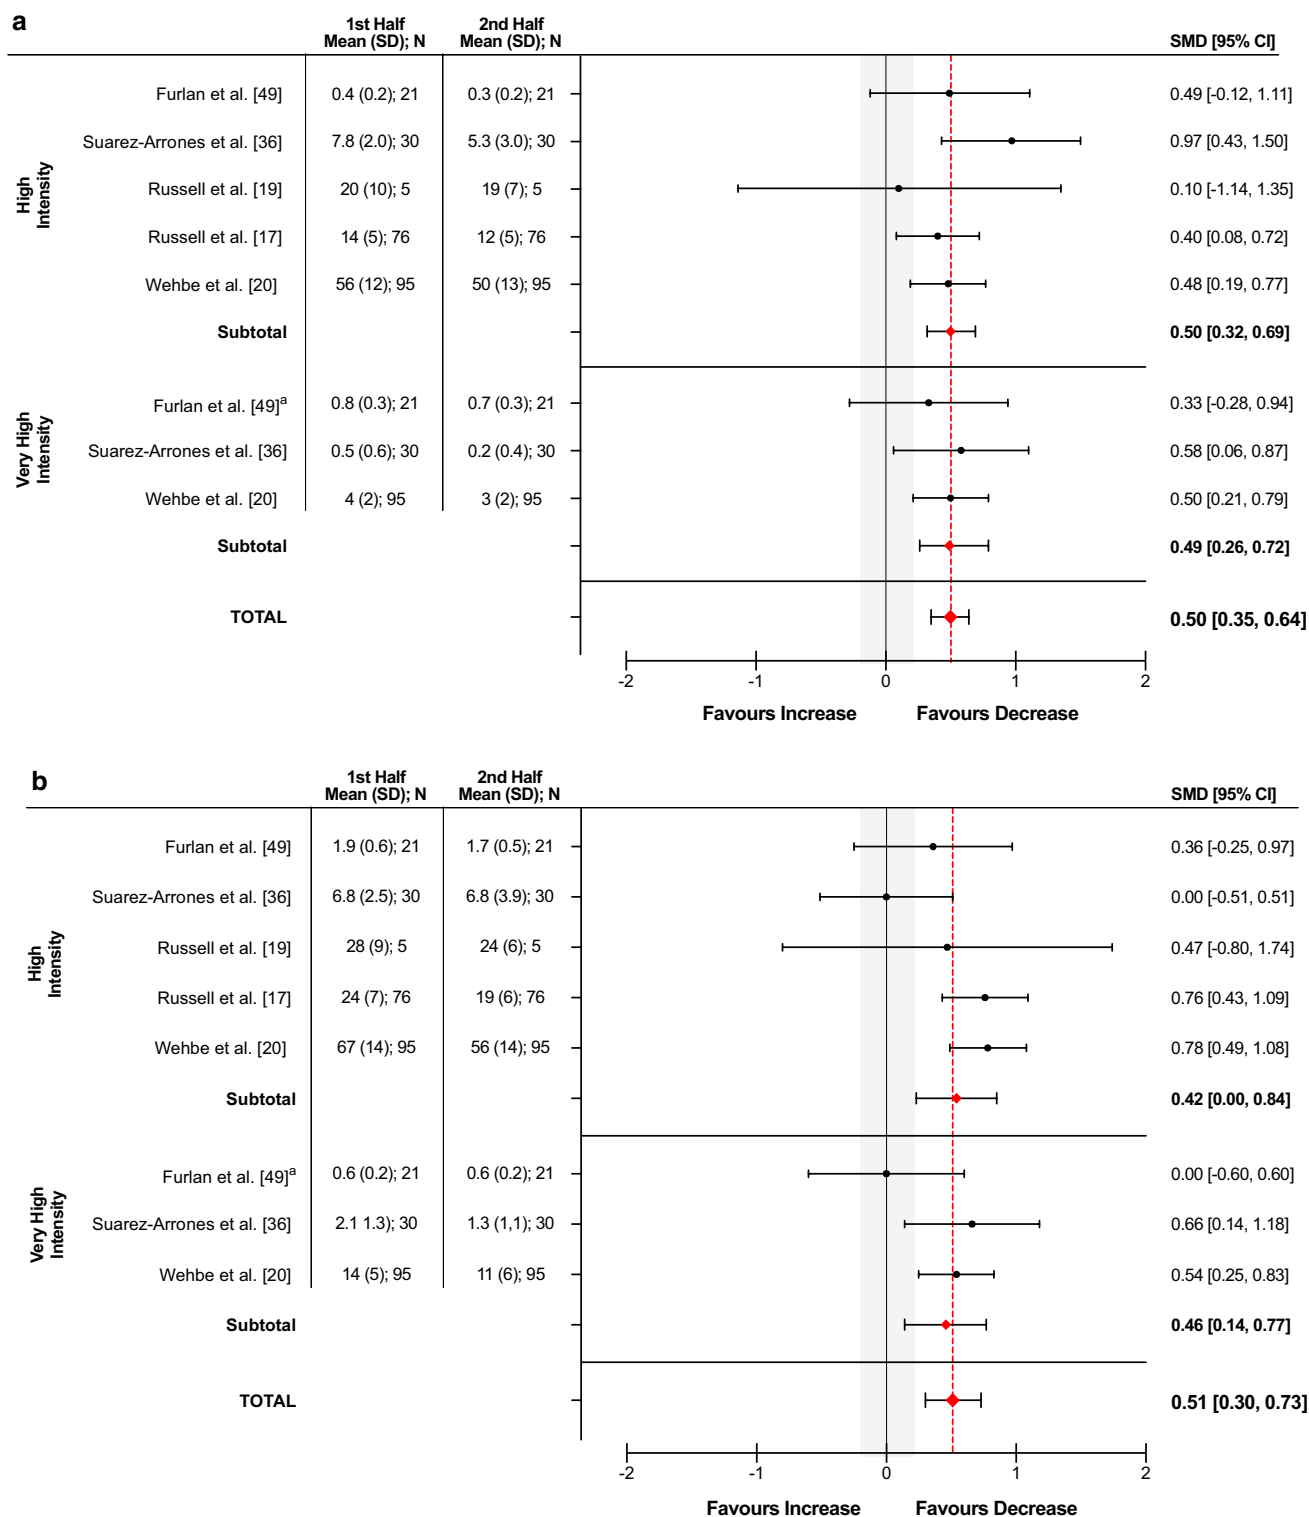 a
1st Half 2nd Half
Mean (SD); N Mean (SD); N SMD [95% CI]
High
Intensity
Furlan et al. [49] 0.4 (0.2); 21 0.3 (0.2); 21 0.49 [-0.12, 1.11]
Suarez-Arrones et al. [36] 7.8 (2.0); 30 5.3 (3.0); 30 0.97 [0.43, 1.50]
Russell et al. [19] 20 (10); 5 19 (7); 5 0.10 [-1.14, 1.35]
Russell et al. [17] 14 (5); 76 12 (5); 76 0.40 [0.08, 0.72]
Wehbe et al. [20] 56 (12); 95 50 (13); 95 0.48 [0.19, 0.77]
Subtotal 0.50 [0.32, 0.69]
Very High
Intensity
Furlan et al. [49]a 0.8 (0.3); 21 0.7 (0.3); 21 0.33 [-0.28, 0.94]
Suarez-Arrones et al. [36] 0.5 (0.6); 30 0.2 (0.4); 30 0.58 [0.06, 0.87]
Wehbe et al. [20] 4 (2); 95 3 (2); 95 0.50 [0.21, 0.79]
Subtotal 0.49 [0.26, 0.72]
TOTAL 0.50 [0.35, 0.64]
-2 -1 0 1 2
Favours Increase Favours Decrease
b
1st Half 2nd Half
Mean (SD); N Mean (SD); N SMD [95% CI]
High
Intensity
Furlan et al. [49] 1.9 (0.6); 21 1.7 (0.5); 21 0.36 [-0.25, 0.97]
Suarez-Arrones et al. [36] 6.8 (2.5); 30 6.8 (3.9); 30 0.00 [-0.51, 0.51]
Russell et al. [19] 28 (9); 5 24 (6); 5 0.47 [-0.80, 1.74]
Russell et al. [17] 24 (7); 76 19 (6); 76 0.76 [0.43, 1.09]
Wehbe et al. [20] 67 (14); 95 56 (14); 95 0.78 [0.49, 1.08]
Subtotal 0.42 [0.00, 0.84]
Very High
Intensity
Furlan et al. [49]a 0.6 (0.2); 21 0.6 (0.2); 21 0.00 [-0.60, 0.60]
Suarez-Arrones et al. [36] 2.1 1.3); 30 1.3 (1,1); 30 0.66 [0.14, 1.18]
Wehbe et al. [20] 14 (5); 95 11 (6); 95 0.54 [0.25, 0.83]
Subtotal 0.46 [0.14, 0.77]
TOTAL 0.51 [0.30, 0.73]
-2 -1 0 1 2
Favours Increase Favours Decrease